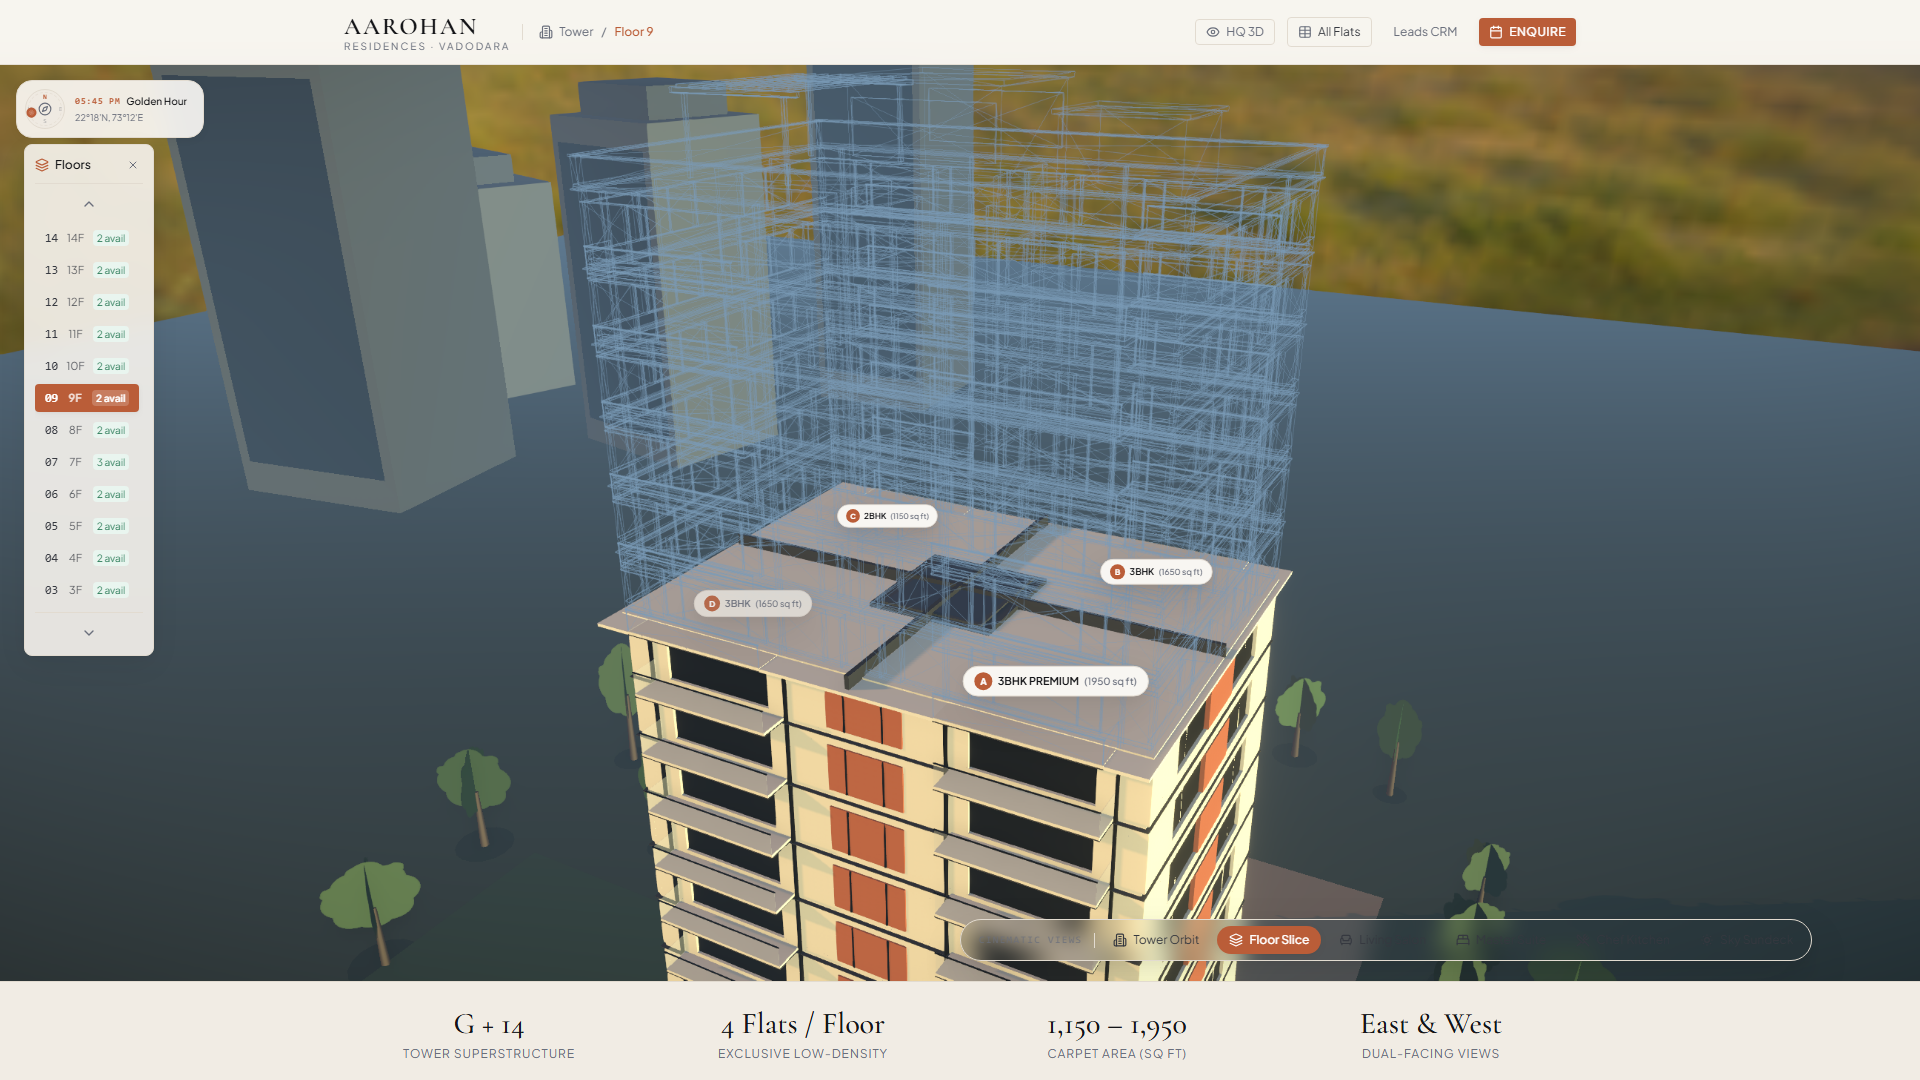 AAROHAN
RESIDENCES · VADODARA
Tower / Floor 9
HQ 3D
All Flats
Leads CRM
ENQUIRE
N
05:45 PM Golden Hour
22°18'N, 73°12'E
Floors
14 14F 2 avail
13 13F 2 avail
12 12F 2 avail
11 11F 2 avail
10 10F 2 avail
09 9F 2 avail
08 8F 2 avail
07 7F 3 avail
06 6F 2 avail
05 5F 2 avail
04 4F 2 avail
03 3F 2 avail
C 2BHK (1150 sq ft)
B 3BHK (1650 sq ft)
D 3BHK (1650 sq ft)
A 3BHK PREMIUM (1950 sq ft)
VIEWS
Tower Orbit
Floor Slice
G + 14
TOWER SUPERSTRUCTURE
4 Flats / Floor
EXCLUSIVE LOW-DENSITY
1,150 – 1,950
CARPET AREA (SQ FT)
East & West
DUAL-FACING VIEWS